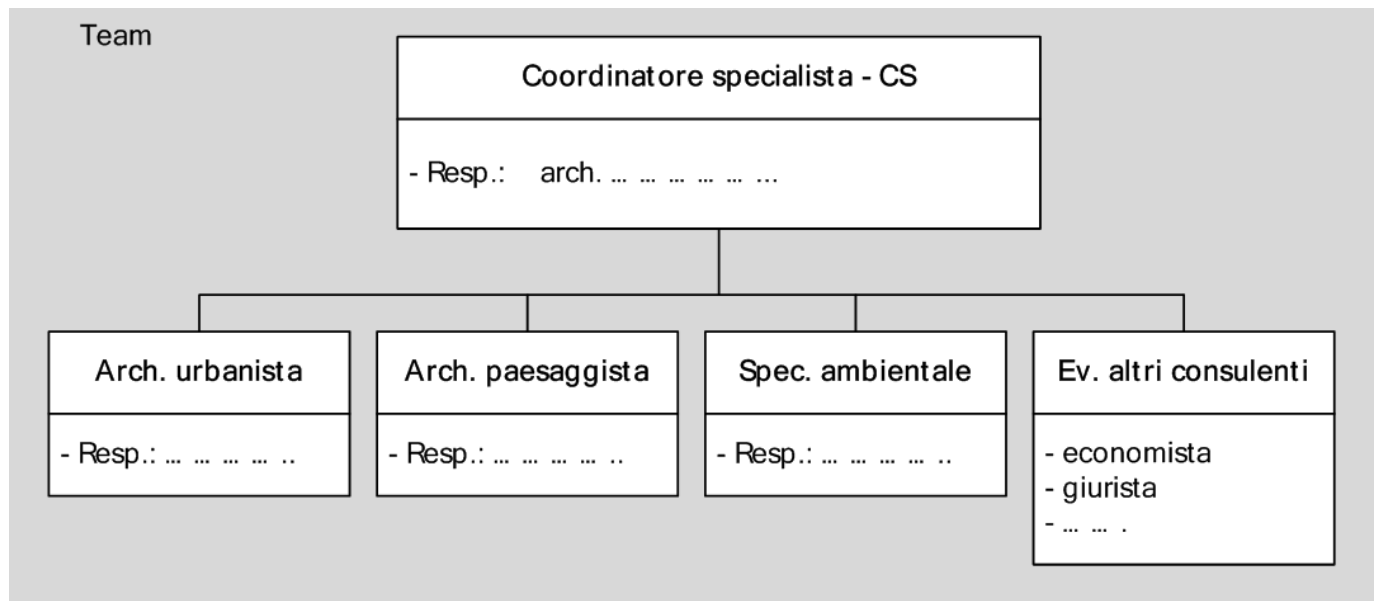 Team
Coordinatore specialista - CS
- Resp.: arch. ... ... ... ... ... ...
Arch. urbanista
- Resp.: ... ... ... ... ..
Arch. paesaggista
- Resp.: ... ... ... ... ..
Spec. ambientale
- Resp.: ... ... ... ... ..
Ev. altri consulenti
- economista
- giurista
- ... ... .